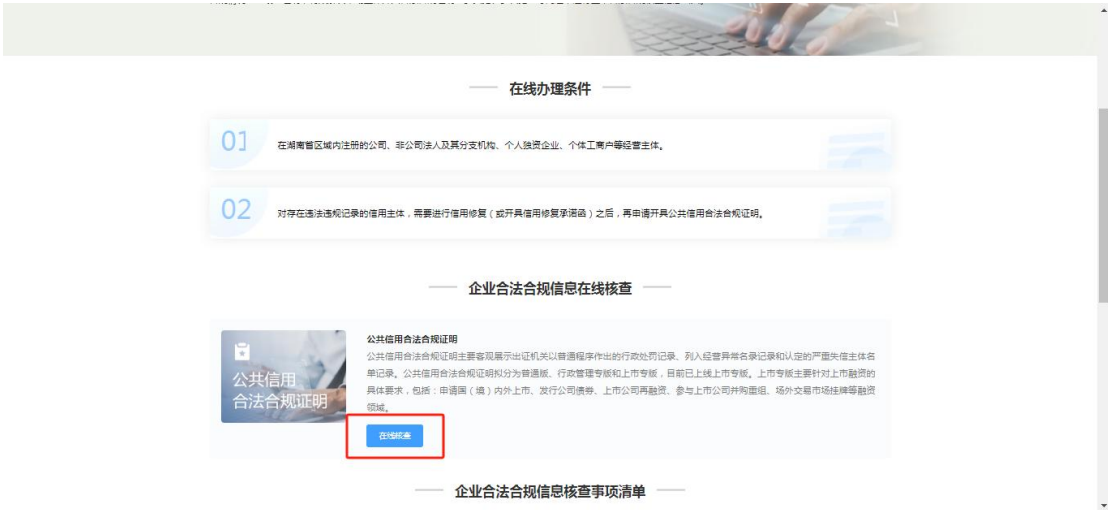 在线办理条件
01
在湖南省区域内注册的公司、非公司法人及其分支机构、个人独资企业、个体工商户等经营主体。
02
对存在违法违规记录的信用主体，需要进行信用修复（或开具信用修复承诺函）之后，再申请开具公共信用合法合规证明。
企业合法合规信息在线核查
公共信用
合法合规证明
公共信用合法合规证明
公共信用合法合规证明主要客观展示出证机关以普通程序作出的行政处罚记录、列入经营异常名录记录和认定的严重失信主体名
单记录。公共信用合法合规证明拟分为普通版、行政管理专版和上市专版，目前已上线上市专版。上市专版主要针对上市融资的
具体要求，包括：申请国（境）内外上市、发行公司债券、上市公司再融资、参与上市公司并购重组、场外交易市场挂牌等融资
领域。
在线核查
企业合法合规信息核查事项清单